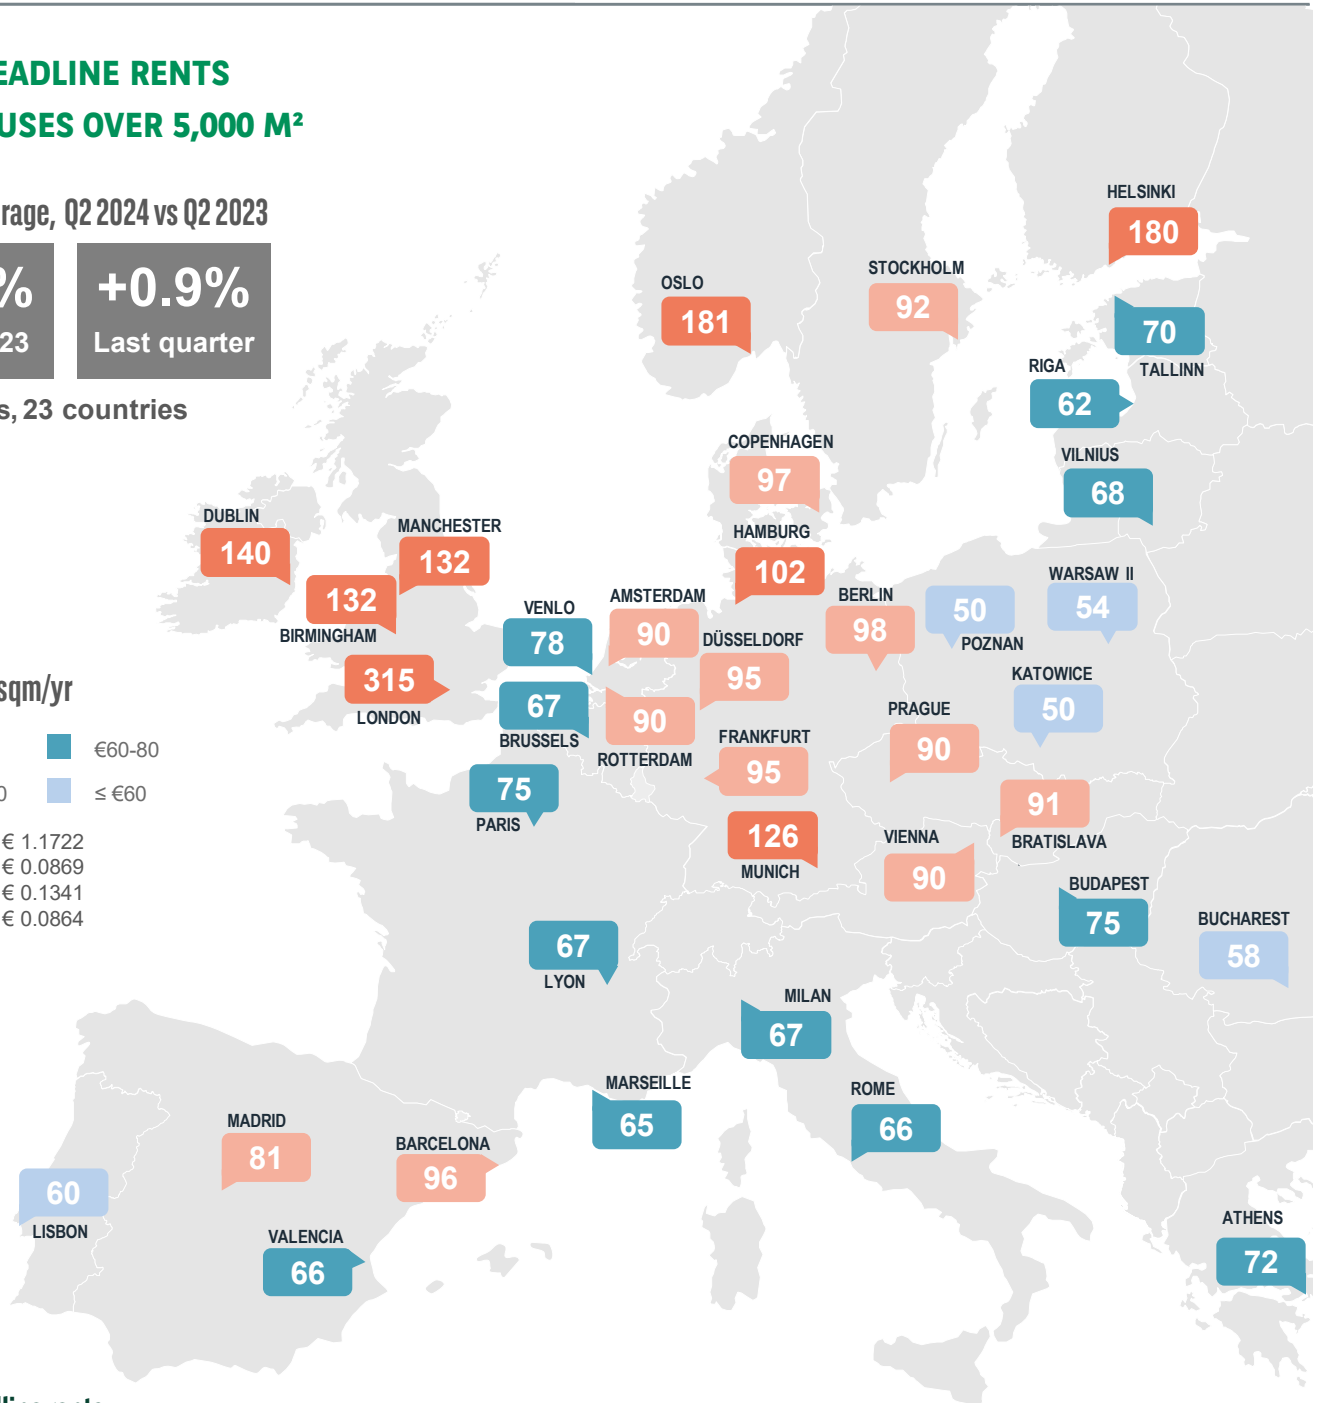 EADLINE RENTS
USES OVER 5,000 M²
rage, Q2 2024 vs Q2 2023
%
23
+0.9%
Last quarter
s, 23 countries
HELSINKI
180
STOCKHOLM
92
OSLO
181
70
TALLINN
RIGA
62
COPENHAGEN
97
VILNIUS
68
DUBLIN
140
MANCHESTER
132
HAMBURG
102
132
BIRMINGHAM
VENLO
78
AMSTERDAM
90
BERLIN
98
50
POZNAN
WARSAW II
54
DÜSSELDORF
95
315
LONDON
67
BRUSSELS
90
ROTTERDAM
KATOWICE
50
PRAGUE
90
FRANKFURT
95
sqm/yr
€60-80
0
≤ €60
€ 1.1722
€ 0.0869
€ 0.1341
€ 0.0864
75
PARIS
126
MUNICH
91
BRATISLAVA
VIENNA
90
BUDAPEST
75
BUCHAREST
58
67
LYON
MILAN
67
MARSEILLE
65
ROME
66
MADRID
81
BARCELONA
96
60
LISBON
VALENCIA
66
ATHENS
72